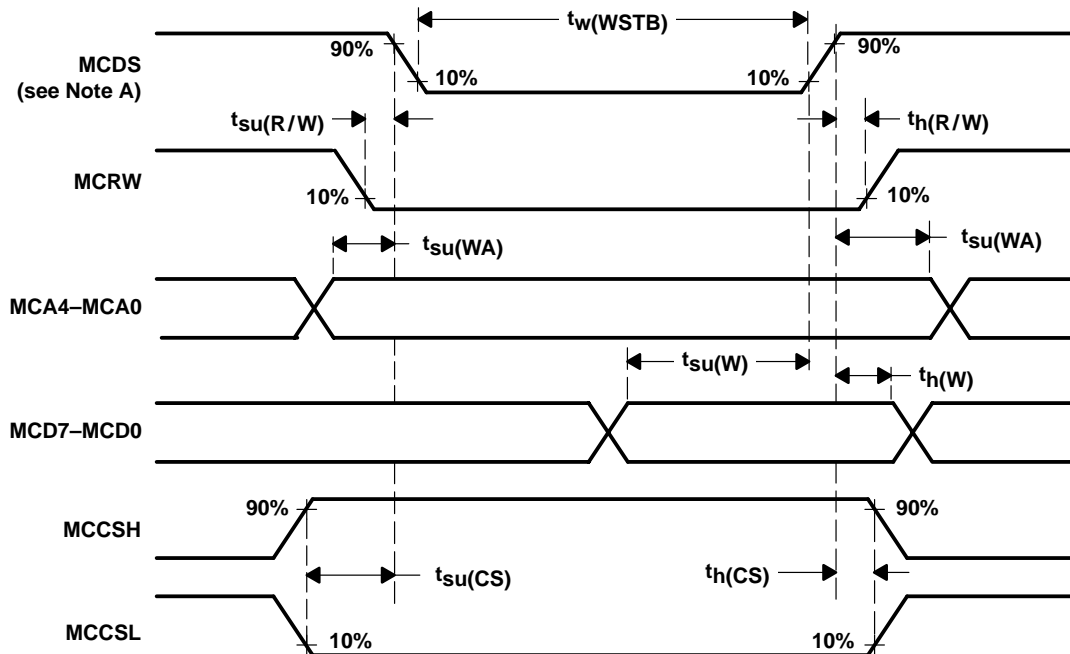 tw(WSTB)
90%
90%
MCDS
(see Note A)
10%
10%
tsu(R/W)
th(R/W)
MCRW
10%
10%
tsu(WA)
tsu(WA)
MCA4–MCA0
tsu(W)
th(W)
MCD7–MCD0
90%
90%
MCCSH
tsu(CS)
th(CS)
MCCSL
10%
10%